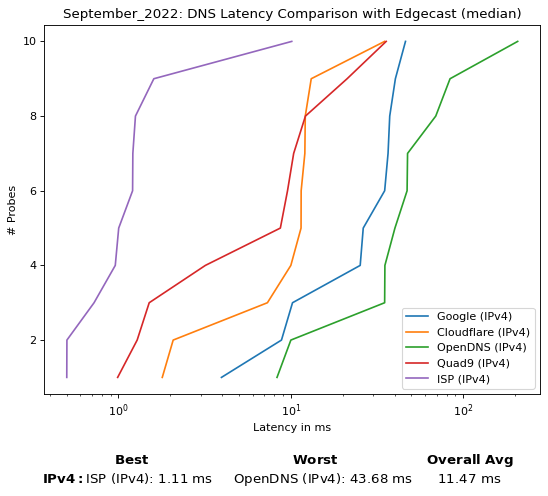 September_2022: DNS Latency Comparison with Edgecast (median)
10
8
6
4
2
# Probes
Google (IPv4)
Cloudflare (IPv4)
OpenDNS (IPv4)
Quad9 (IPv4)
ISP (IPv4)
10^0 10^1 10^2
Latency in ms
Best Worst Overall Avg
IPv4: ISP (IPv4): 1.11 ms OpenDNS (IPv4): 43.68 ms 11.47 ms